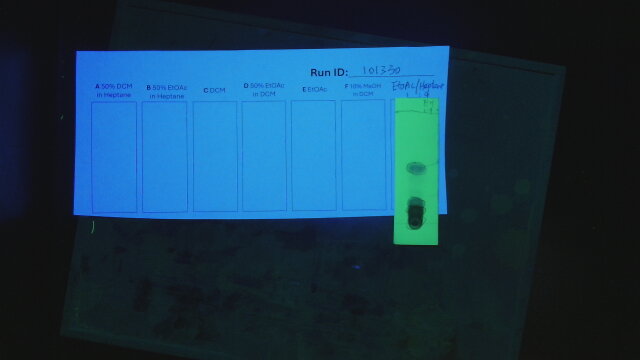 Run ID: 101330
A 50% DCM in Heptane
B 50% EtOAc in Heptane
C DCM
D 50% EtOAc in DCM
E EtOAc
F 10% MeOH in DCM
EtOAc/Heptane